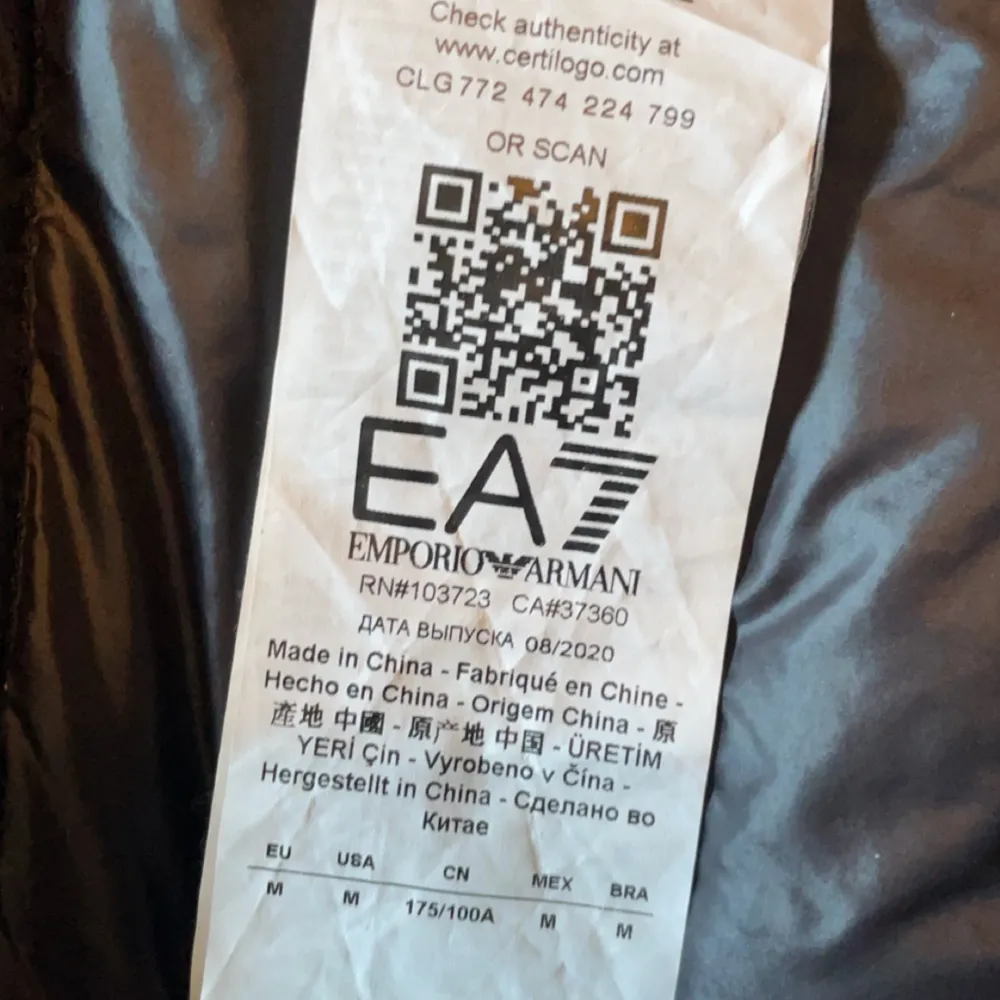 Check authenticity at
www.certilogo.com
CLG 772 474 224 799
OR SCAN
EA7
EMPORIO ARMANI
RN#103723 CA#37360
ДАТА ВЫПУСКА 08/2020
Made in China - Fabriqué en Chine -
Hecho en China - Origem China - 原
產地 中國 - 原产地 中国 - ÜRETİM
YERİ Çin - Vyrobeno v Čína -
Hergestellt in China - Сделано во
Китае
EU USA CN MEX BRA
M M 175/100A M M